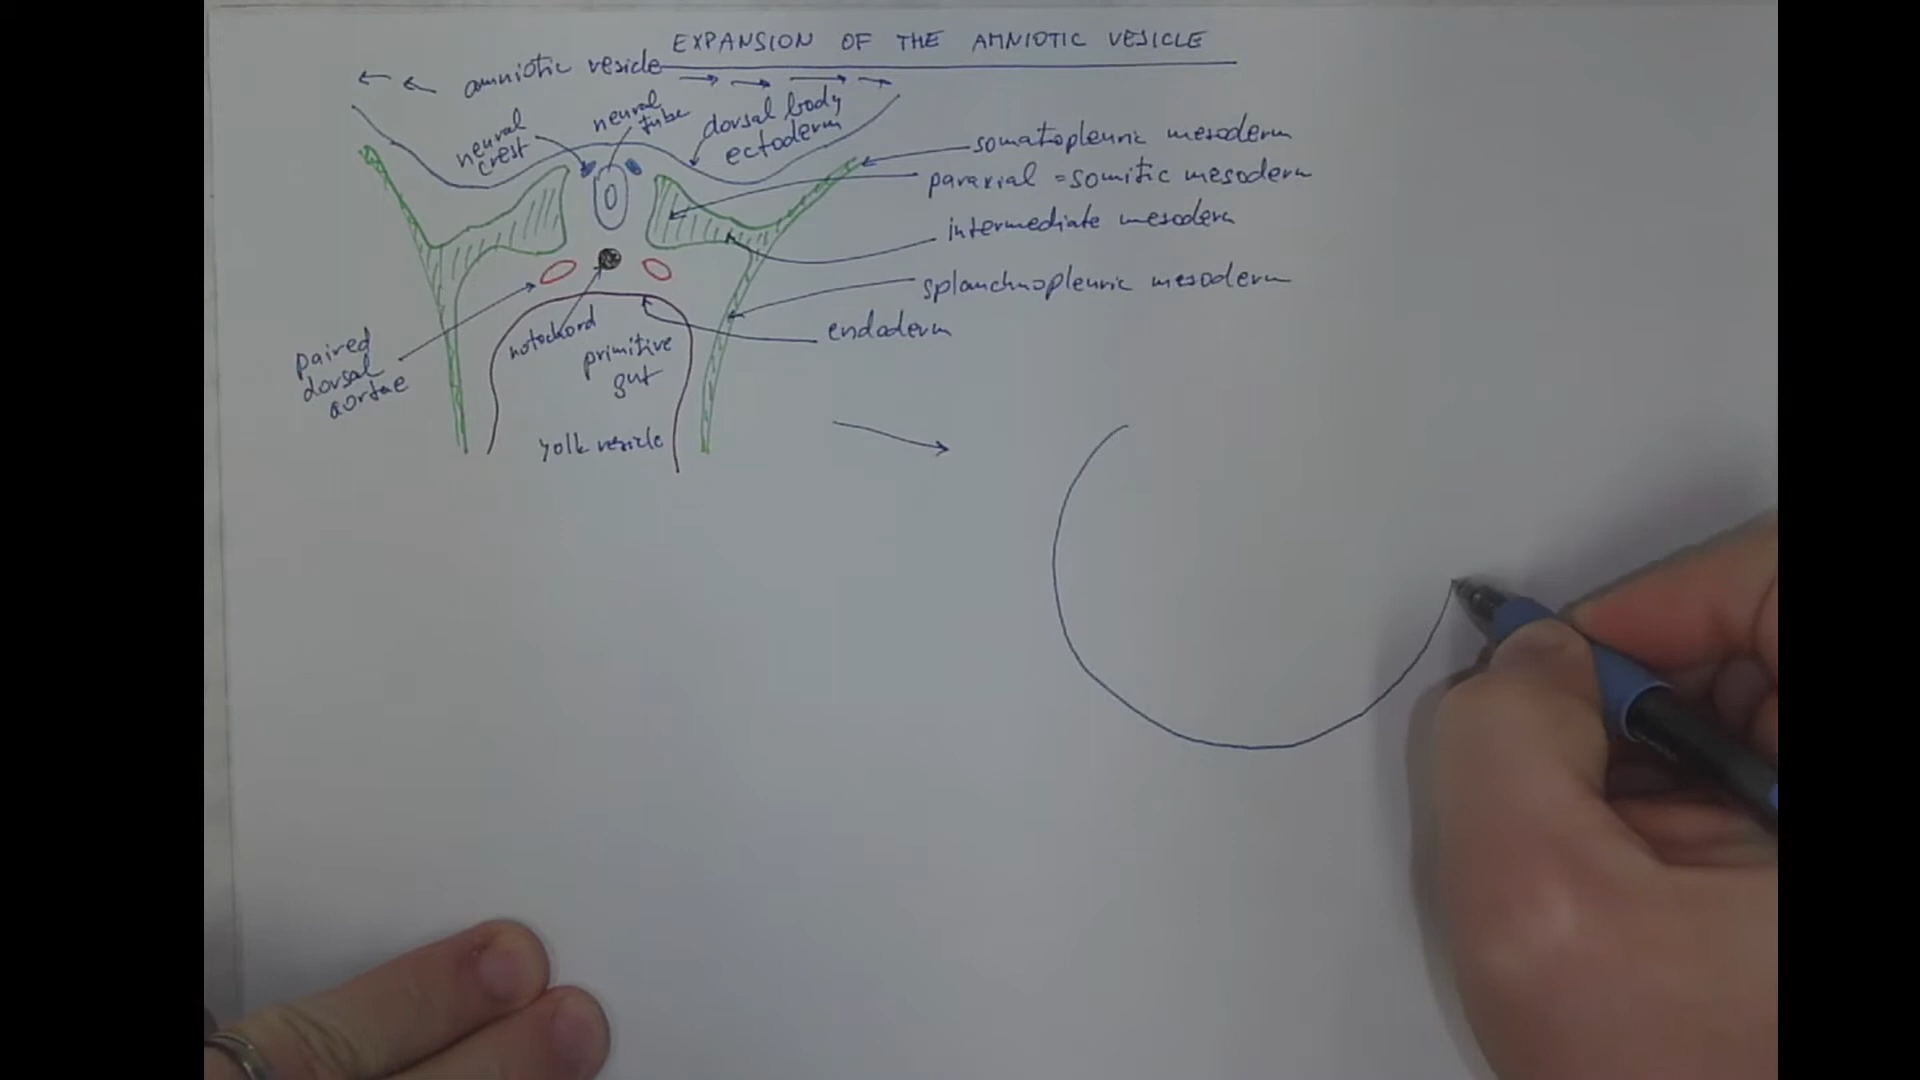 EXPANSION OF THE AMNIOTIC VESICLE
amniotic vesicle
neural
crest
neural
tube
dorsal body
ectoderm
somatopleuric mesoderm
paraxial = somitic mesoderm
intermediate mesoderm
splanchnopleuric mesoderm
endoderm
paired
dorsal
aortae
notochord
primitive
gut
yolk vesicle